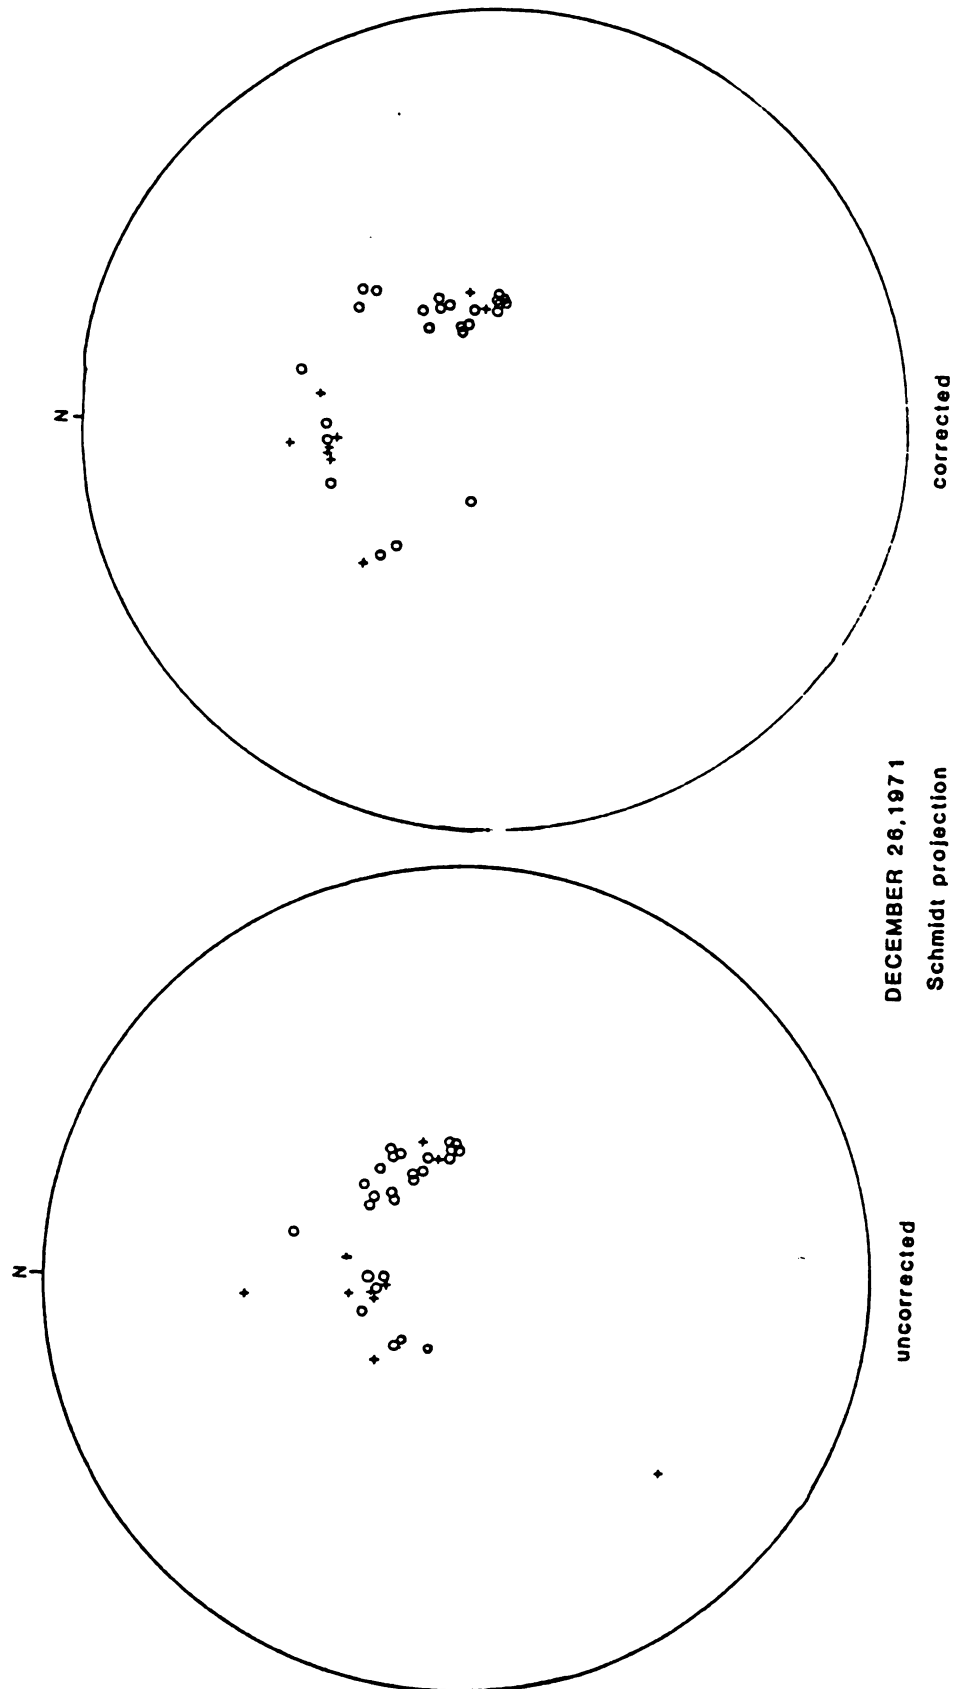 N
corrected
DECEMBER 26,1971
Schmidt projection
N
uncorrected